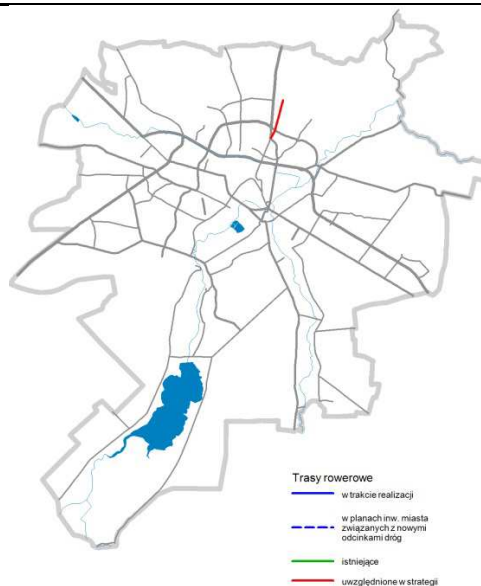 Trasy rowerowe
w trakcie realizacji
w planach inw. miasta
związanych z nowymi
odcinkami dróg
istniejące
uwzględnione w strategii